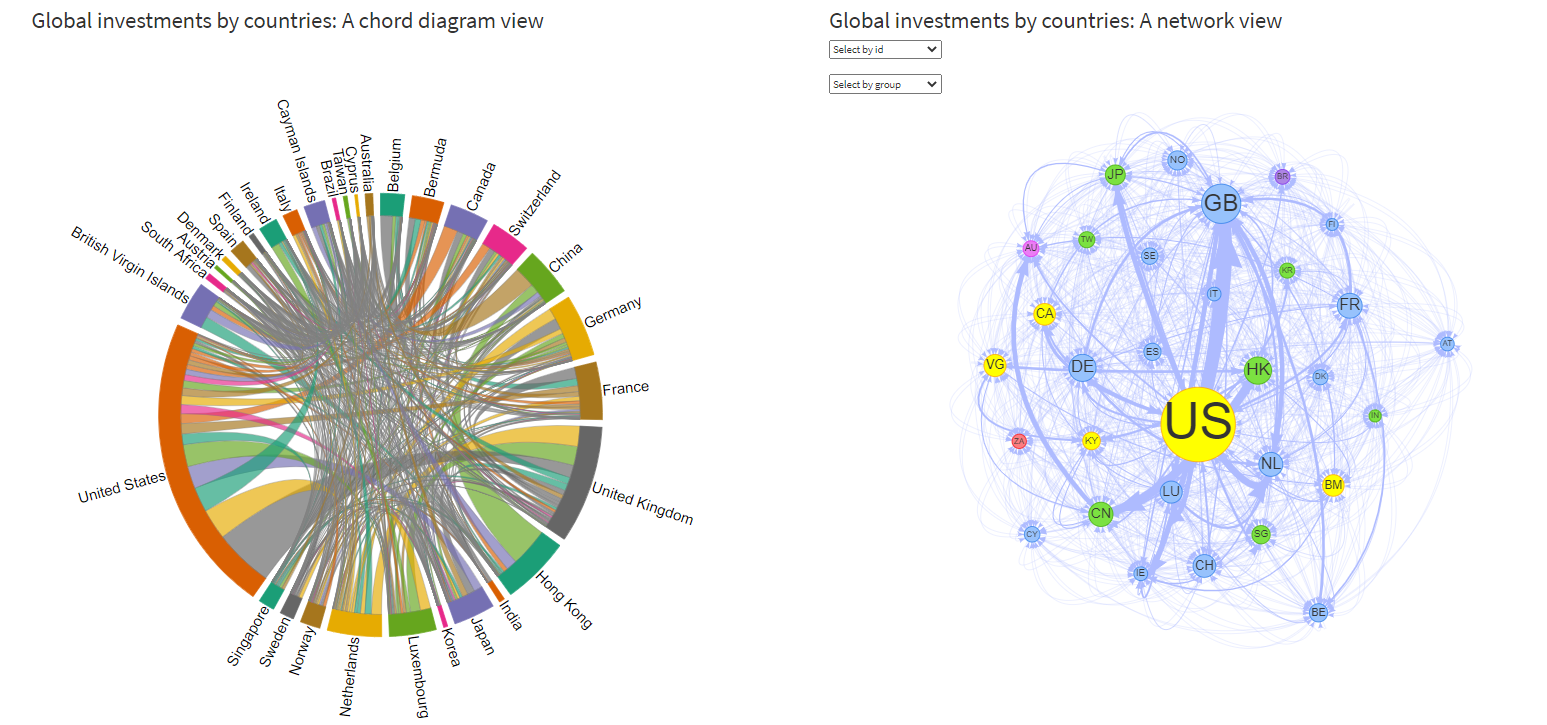 Global investments by countries: A chord diagram view
Cayman Islands
Brazil
Taiwan
Cyprus
Australia
Belgium
Bermuda
Canada
Switzerland
China
Germany
France
United Kingdom
Hong Kong
India
Japan
Korea
Luxembourg
Netherlands
Norway
Sweden
Singapore
United States
British Virgin Islands
South Africa
Austria
Denmark
Spain
Finland
Ireland
Italy
Global investments by countries: A network view
Select by id
Select by group
NO
JP
BR
GB
FI
TW
AU
SE
KR
IT
FR
CA
AT
ES
VG
DE
HK
DK
IN
US
ZA
KY
NL
BM
LU
CN
CY
SG
CH
IE
BE